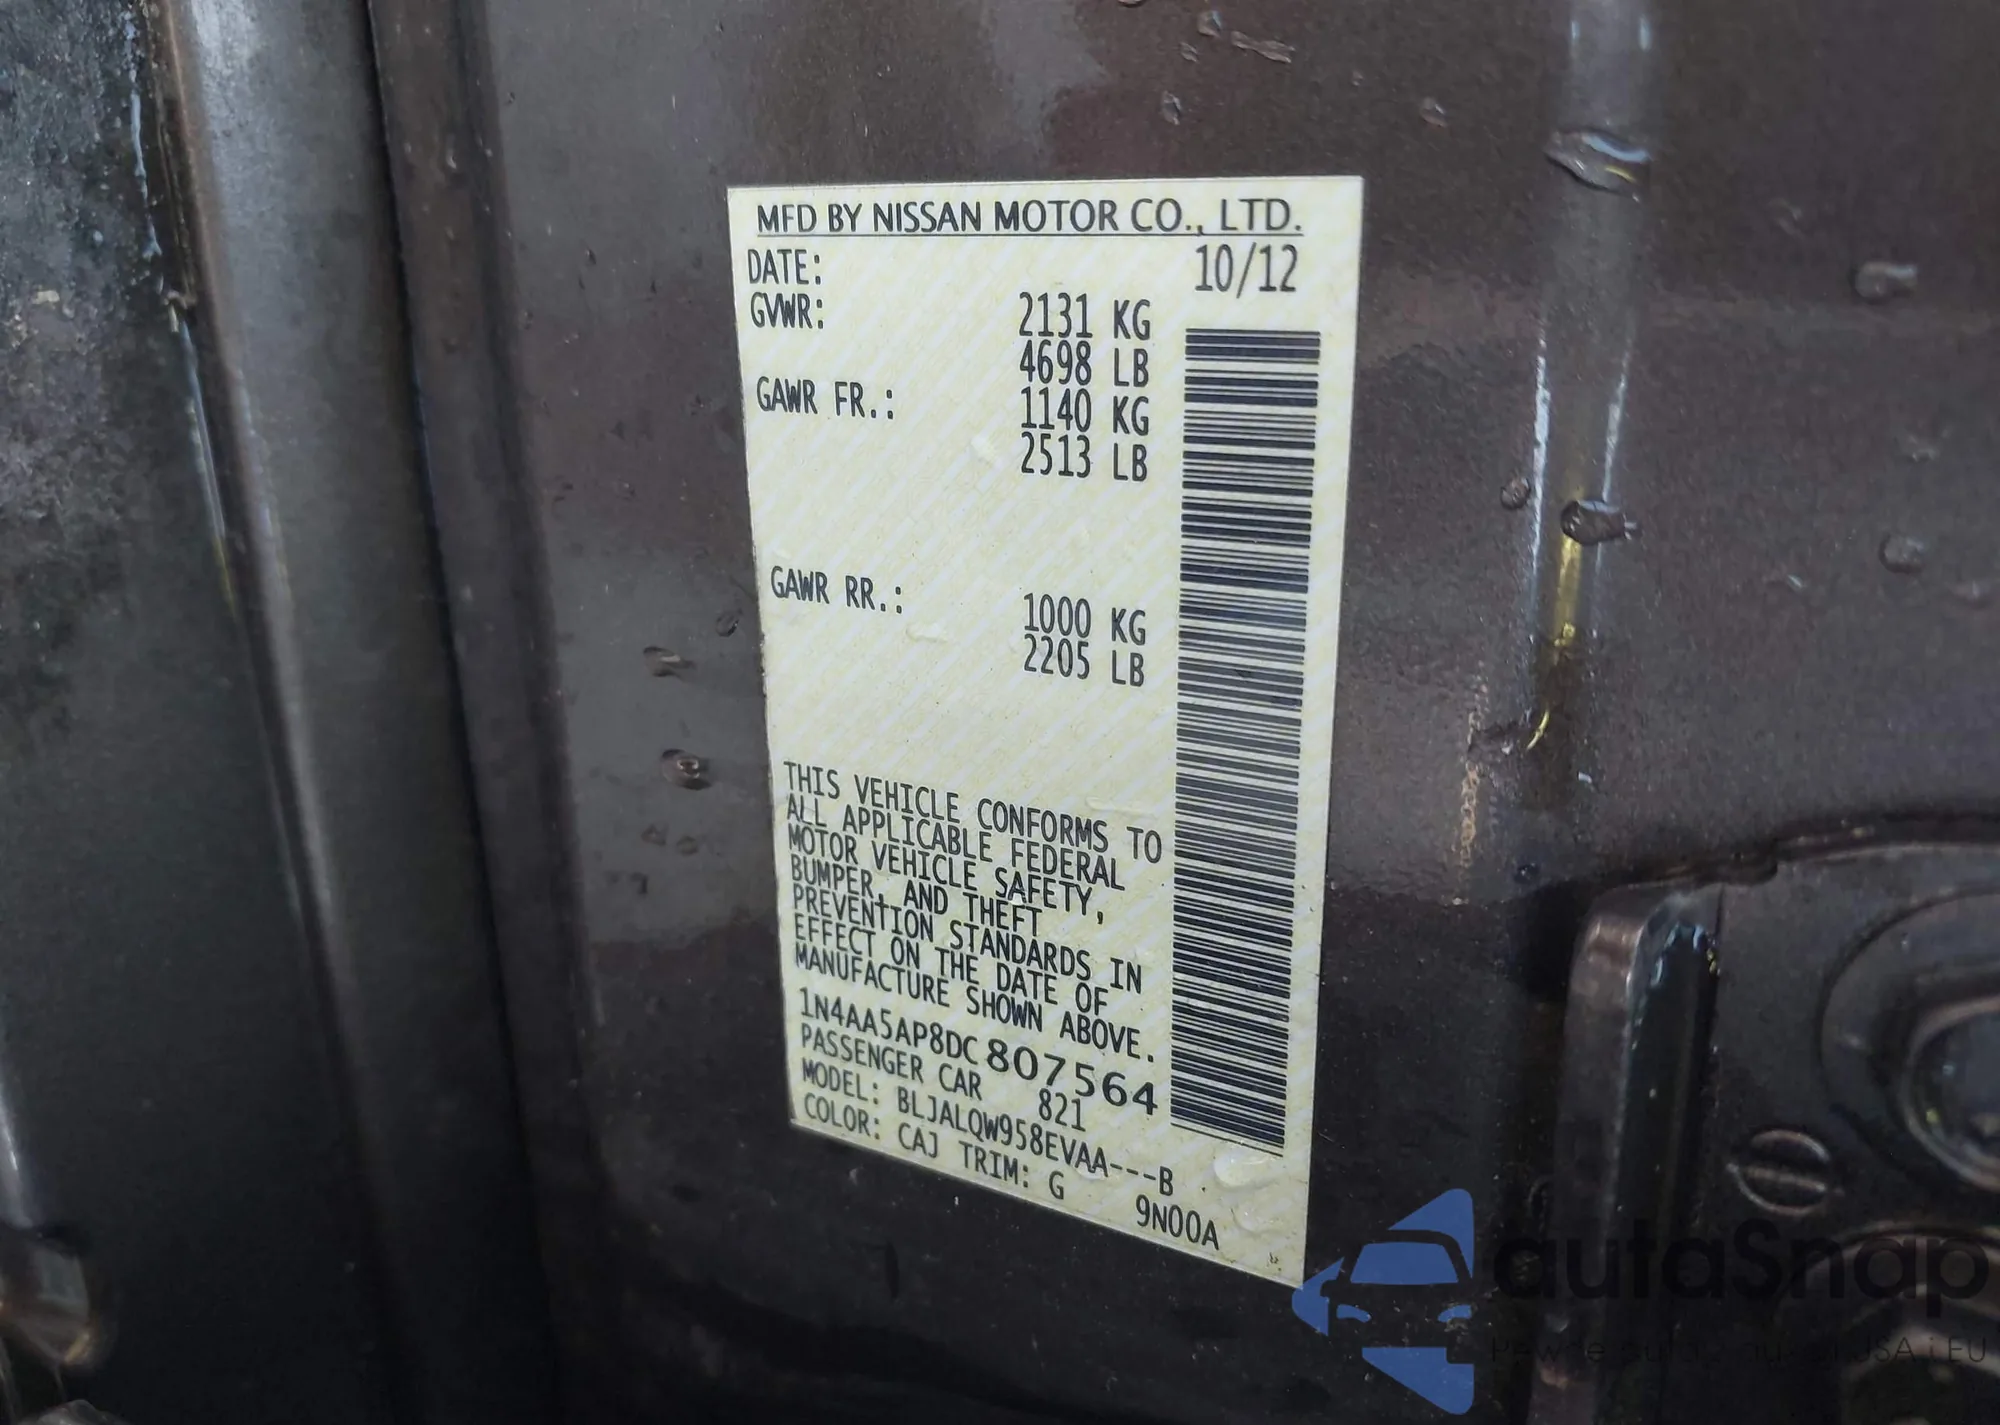 MFD BY NISSAN MOTOR CO., LTD.
DATE: 10/12
GVWR: 2131 KG
4698 LB
GAWR FR.: 1140 KG
2513 LB
GAWR RR.: 1000 KG
2205 LB
THIS VEHICLE CONFORMS TO
ALL APPLICABLE FEDERAL
MOTOR VEHICLE SAFETY,
BUMPER, AND THEFT
PREVENTION STANDARDS IN
EFFECT ON THE DATE OF
MANUFACTURE SHOWN ABOVE.
1N4AA5AP8DC807564
PASSENGER CAR 821
MODEL: BLJALQW958EVAA---B
COLOR: CAJ TRIM: G 9N00A
autaSnap
USA i EU